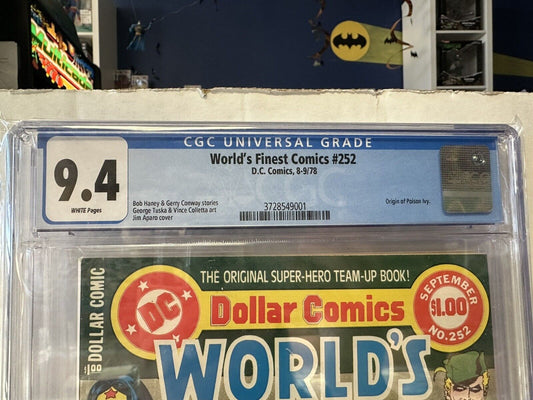 CGC UNIVERSAL GRADE
9.4
WHITE Pages
World's Finest Comics #252
D.C. Comics, 8-9/78
Bob Haney & Gerry Conway stories
George Tuska & Vince Colletta art
Jim Aparo cover
3728549001
Origin of Poison Ivy.
DOLLAR COMIC
$1.00
THE ORIGINAL SUPER-HERO TEAM-UP BOOK!
DC
Dollar Comics
SEPTEMBER
$1.00
NO.252
WORLD'S